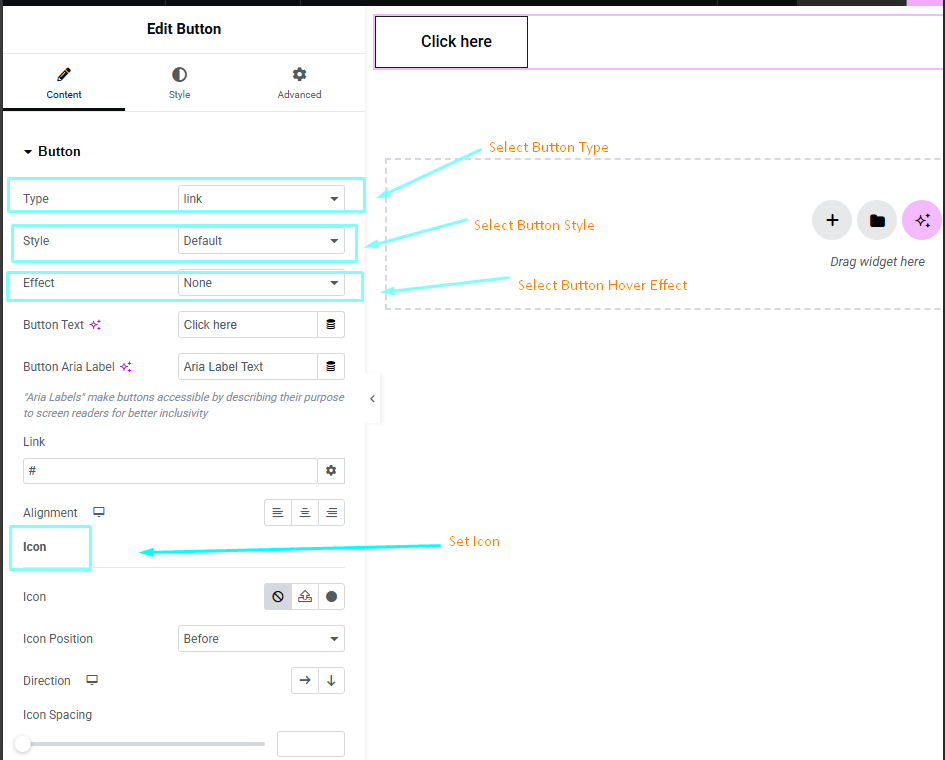 Edit Button
Click here
Content
Style
Advanced
Button
Select Button Type
Type
link
Select Button Style
Style
Default
Drag widget here
Effect
None
Select Button Hover Effect
Button Text
Click here
Button Aria Label
Aria Label Text
"Aria Labels" make buttons accessible by describing their purpose
to screen readers for better inclusivity
Link
#
Alignment
Icon
Set Icon
Icon
Icon Position
Before
Direction
Icon Spacing